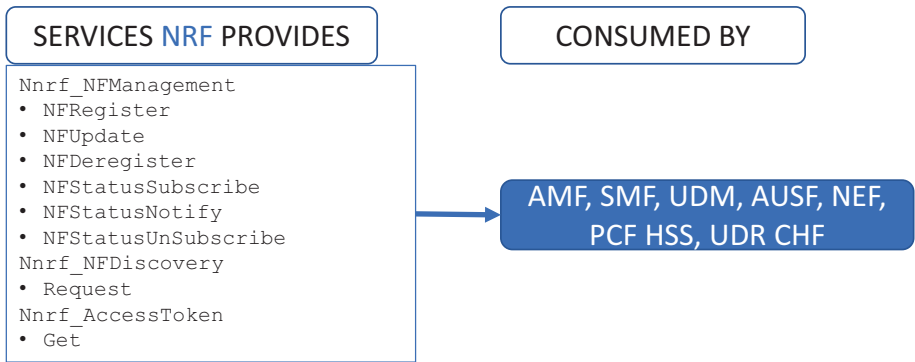 SERVICES NRF PROVIDES
CONSUMED BY
Nnrf_NFManagement
• NFRegister
• NFUpdate
• NFDeregister
• NFStatusSubscribe
• NFStatusNotify
• NFStatusUnSubscribe
Nnrf_NFDiscovery
• Request
Nnrf_AccessToken
• Get
AMF, SMF, UDM, AUSF, NEF,
PCF HSS, UDR CHF